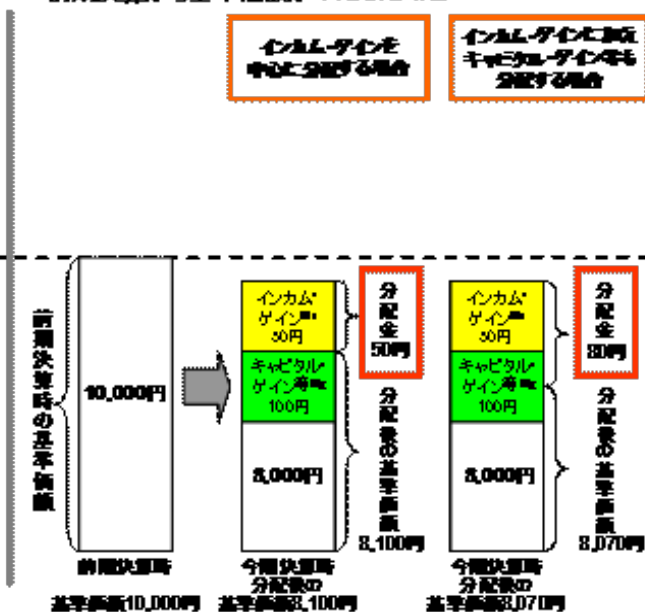 インカム・ゲインを
中心に分配する場合
インカム・ゲインに加え
キャピタル・ゲイン等も
分配する場合
前期決算時の基準価額
10,000円
インカム・
ゲイン
50円
キャピタル・
ゲイン等
100円
8,000円
分配金
50円
分配後の基準価額
8,100円
インカム・
ゲイン
50円
キャピタル・
ゲイン等
100円
8,000円
分配金
80円
分配後の基準価額
8,070円
前期決算時
基準価額10,000円
今期決算時
分配後の
基準価額8,100円
今期決算時
分配後の
基準価額8,070円